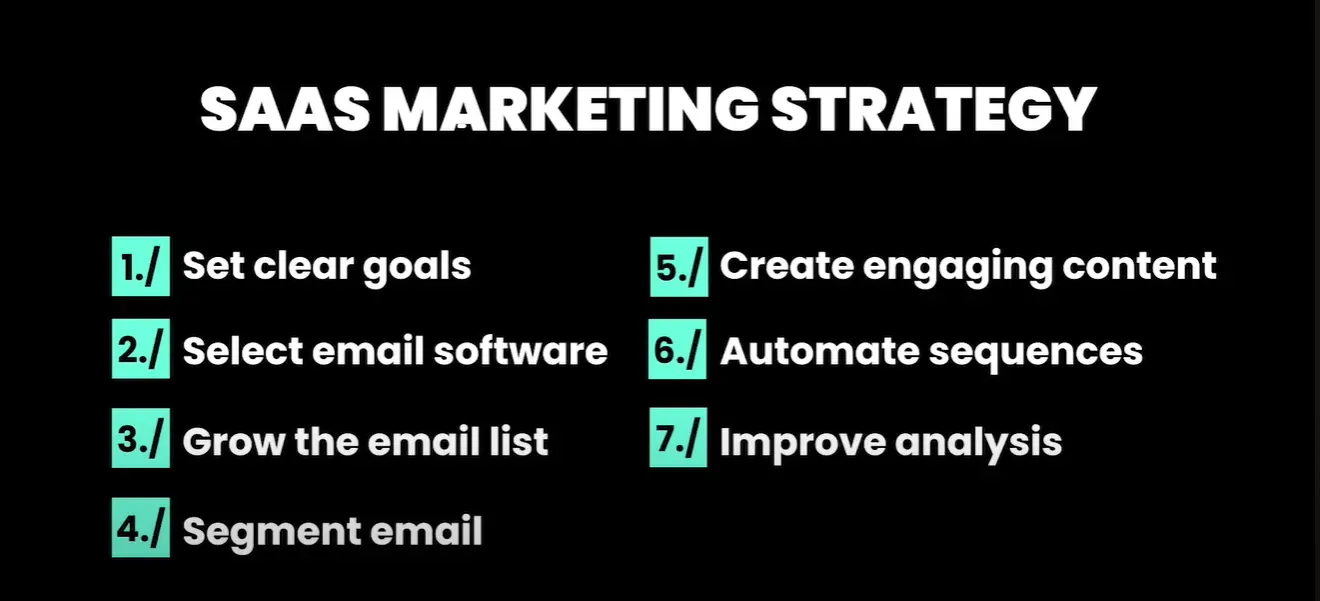 SAAS MARKETING STRATEGY
1./ Set clear goals
2./ Select email software
3./ Grow the email list
4./ Segment email
5./ Create engaging content
6./ Automate sequences
7./ Improve analysis